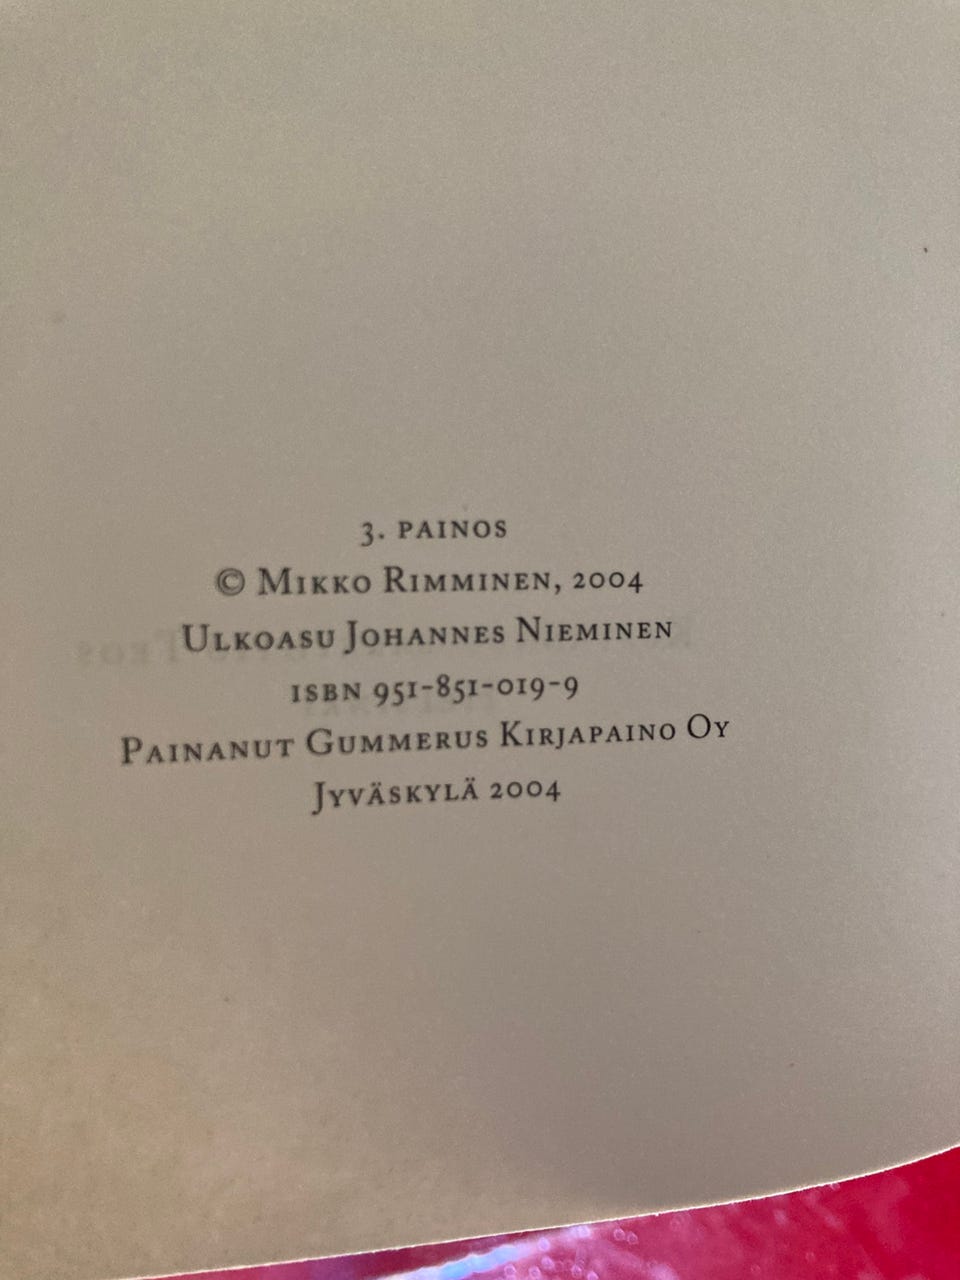 3. PAINOS
© MIKKO RIMMINEN, 2004
ULKOASU JOHANNES NIEMINEN
ISBN 951-851-019-9
PAINANUT GUMMERUS KIRJAPAINO OY
JYVÄSKYLÄ 2004